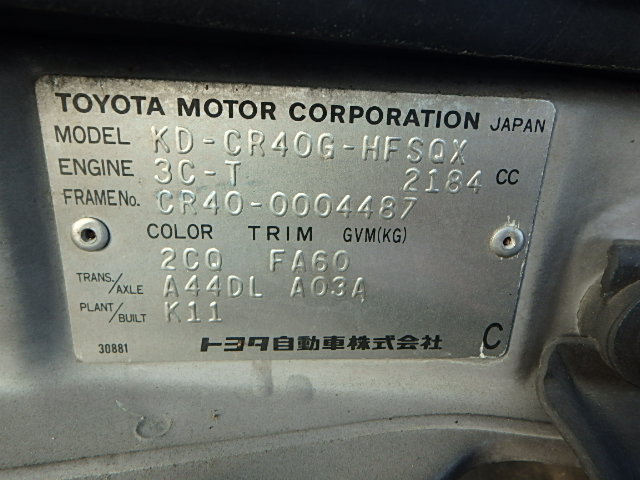 TOYOTA MOTOR CORPORATION JAPAN
MODEL KD-CR40G-HFSQX
ENGINE 3C-T 2184 CC
FRAME No. CR40-0004487
COLOR TRIM GVM(KG)
2CQ FA60
TRANS./AXLE A44DL A03A
PLANT/BUILT K11
30881 トヨタ自動車株式会社 C